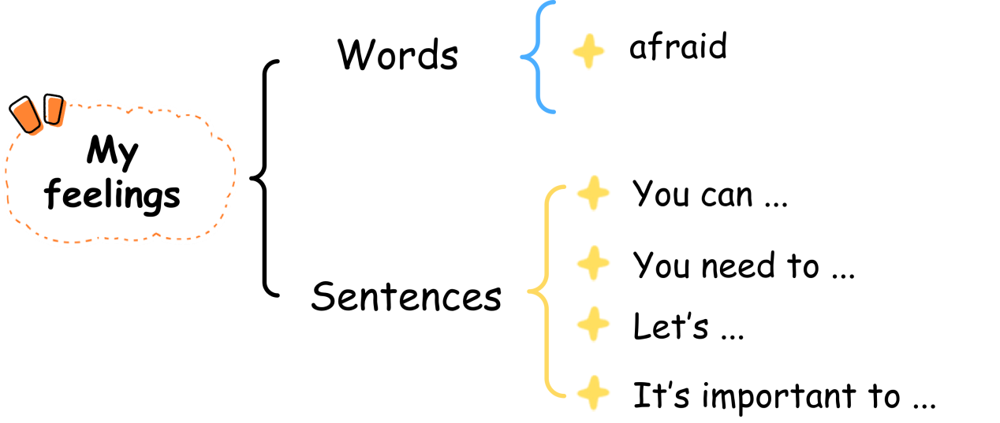 My
feelings
Words
afraid
Sentences
You can ...
You need to ...
Let's ...
It's important to ...